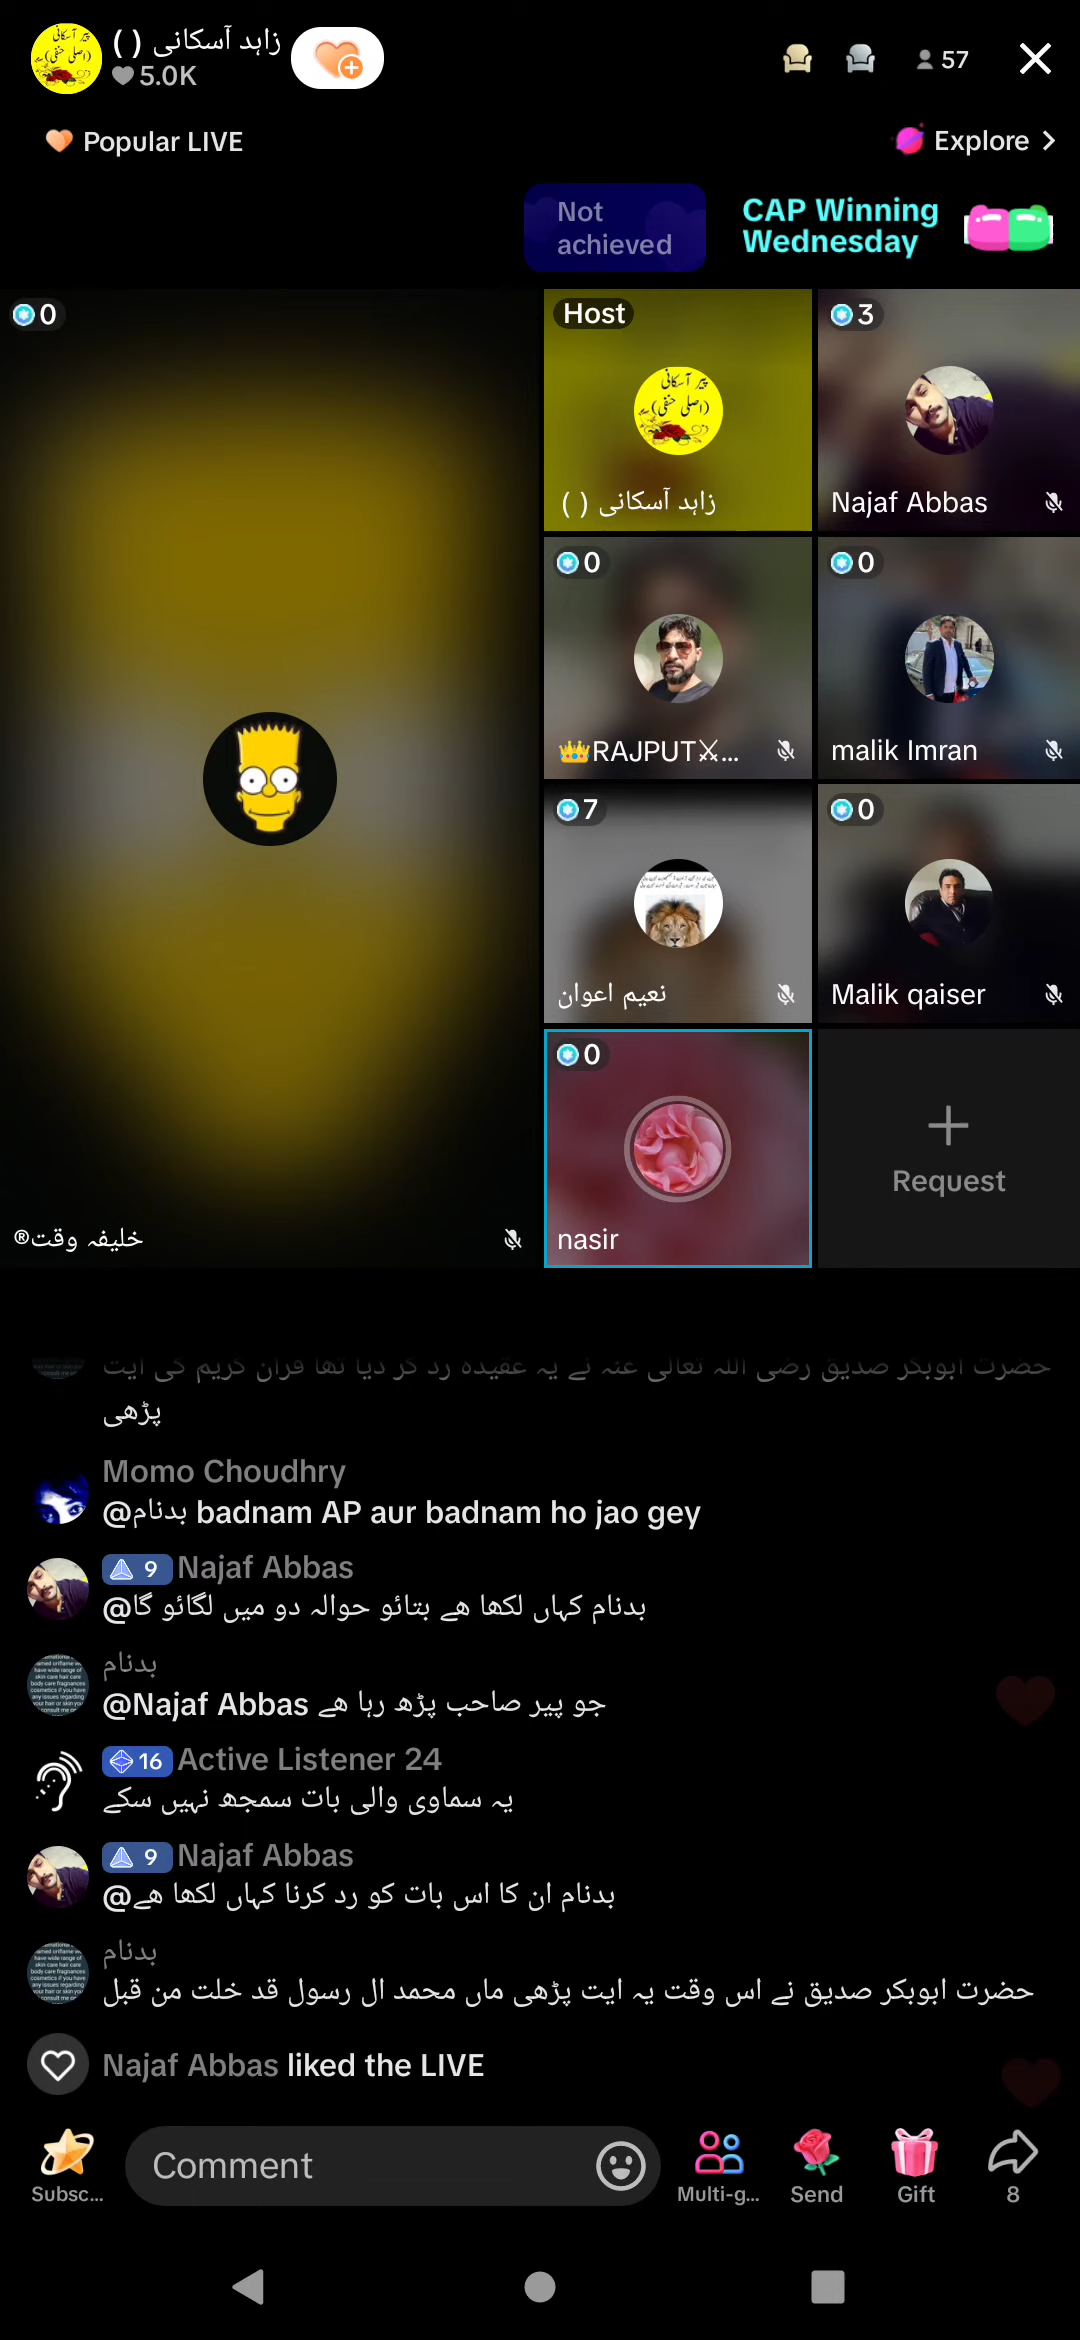 زاہد آسکانی ( )
5.0K
57
Popular LIVE
Explore
Not
achieved
CAP Winning
Wednesday
0
Host
پیر آسکانی
(اصلی حنفی)
زاہد آسکانی ( )
3
Najaf Abbas
0
RAJPUT⚔...
0
malik Imran
7
نعیم اعوان
0
Malik qaiser
0
nasir
Request
خلیفہ وقت®
حضرت ابوبکر صدیق رضی اللہ تعالی عنہ نے یہ عقیدہ رد کر دیا تھا قران کریم کی ایت
پڑھی
Momo Choudhry
@بدنام badnam AP aur badnam ho jao gey
9 Najaf Abbas
@بدنام کہاں لکھا ھے بتائو حوالہ دو میں لگائو گا
بدنام
@Najaf Abbas جو پیر صاحب پڑھ رہا ھے
16 Active Listener 24
یہ سماوی والی بات سمجھ نہیں سکے
9 Najaf Abbas
@بدنام ان کا اس بات کو رد کرنا کہاں لکھا ھے
بدنام
حضرت ابوبکر صدیق نے اس وقت یہ ایت پڑھی ماں محمد ال رسول قد خلت من قبل
Najaf Abbas liked the LIVE
Subsc...
Comment
Multi-g...
Send
Gift
8